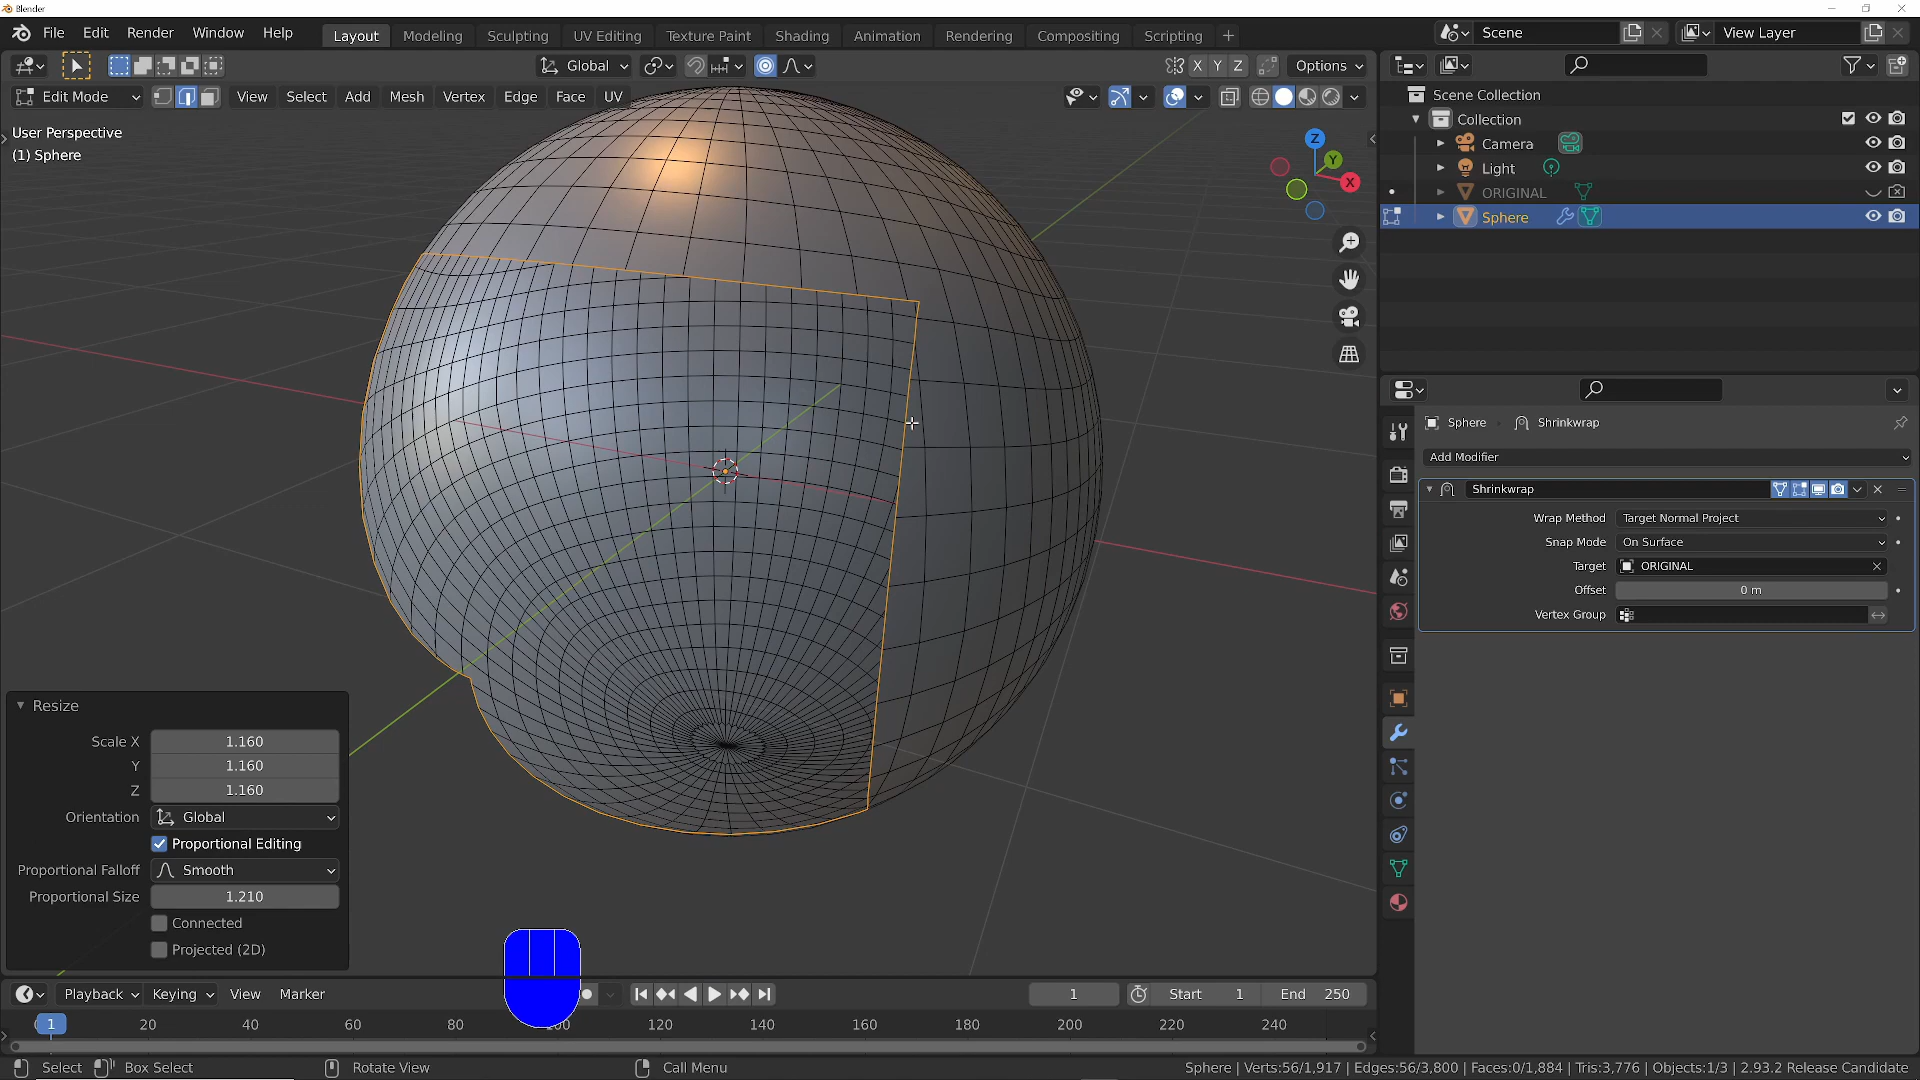 Blender
File Edit Render Window Help
Layout Modeling Sculpting UV Editing Texture Paint Shading Animation Rendering Compositing Scripting +
Scene
View Layer
Global
X Y Z
Options
Edit Mode
View Select Add Mesh Vertex Edge Face UV
User Perspective
(1) Sphere
Z
Y
X
Scene Collection
Collection
Camera
Light
ORIGINAL
Sphere
Sphere Shrinkwrap
Add Modifier
Shrinkwrap
Wrap Method Target Normal Project
Snap Mode On Surface
Target ORIGINAL
Offset 0 m
Vertex Group
Resize
Scale X 1.160
Y 1.160
Z 1.160
Orientation Global
Proportional Editing
Proportional Falloff Smooth
Proportional Size 1.210
Connected
Projected (2D)
Playback Keying View Marker
1
Start 1
End 250
1 20 40 60 80 120 140 160 180 200 220 240
Select
Box Select
Rotate View
Call Menu
Sphere | Verts:56/1,917 | Edges:56/3,800 | Faces:0/1,884 | Tris:3,776 | Objects:1/3 | 2.93.2 Release Candidate